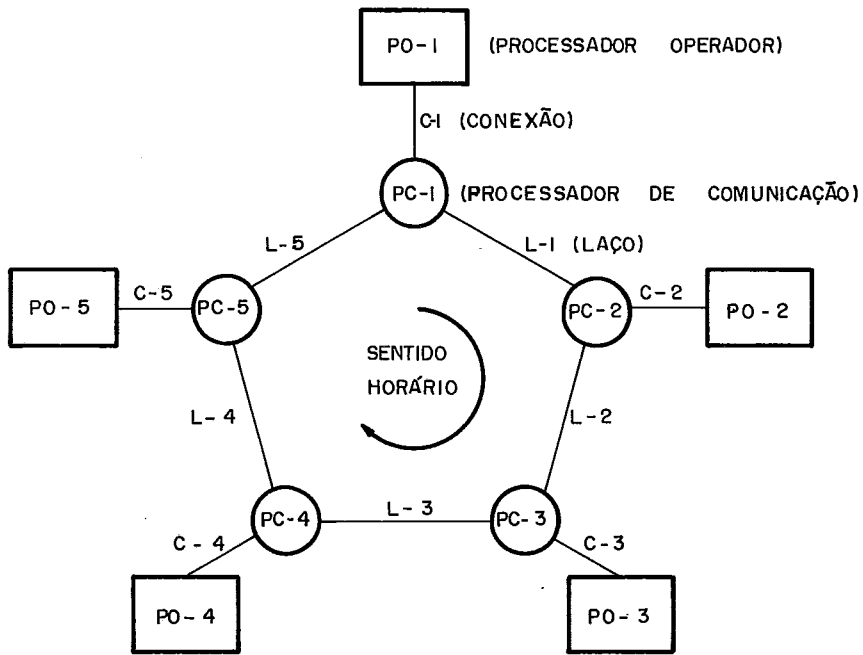 PO-1 (PROCESSADOR OPERADOR)
C-1 (CONEXÃO)
PC-1 (PROCESSADOR DE COMUNICAÇÃO)
L-5
L-1 (LAÇO)
PO-5
C-5
PC-5
PC-2
C-2
PO-2
SENTIDO
HORÁRIO
L-4
L-2
PC-4
L-3
PC-3
C-4
C-3
PO-4
PO-3